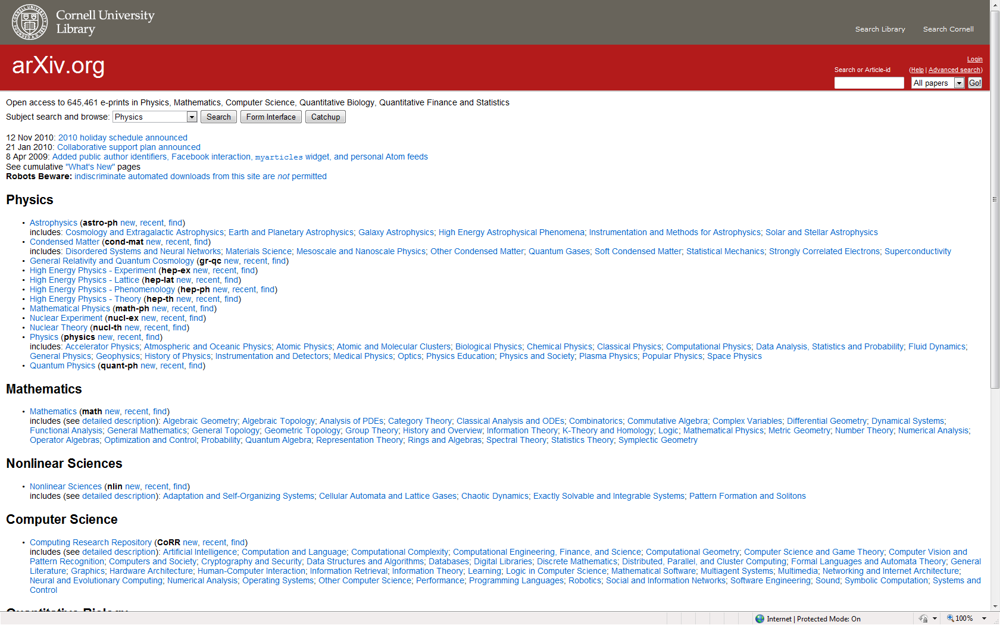 Cornell University
Library
Search Library Search Cornell
arXiv.org
Login
Search or Article-id (Help | Advanced search)
All papers Go!
Open access to 645,461 e-prints in Physics, Mathematics, Computer Science, Quantitative Biology, Quantitative Finance and Statistics
Subject search and browse: Physics Search Form Interface Catchup
12 Nov 2010: 2010 holiday schedule announced
21 Jan 2010: Collaborative support plan announced
8 Apr 2009: Added public author identifiers, Facebook interaction, myarticles widget, and personal Atom feeds
See cumulative "What's New" pages
Robots Beware: indiscriminate automated downloads from this site are not permitted
Physics
• Astrophysics (astro-ph new, recent, find)
includes: Cosmology and Extragalactic Astrophysics; Earth and Planetary Astrophysics; Galaxy Astrophysics; High Energy Astrophysical Phenomena; Instrumentation and Methods for Astrophysics; Solar and Stellar Astrophysics
• Condensed Matter (cond-mat new, recent, find)
includes: Disordered Systems and Neural Networks; Materials Science; Mesoscale and Nanoscale Physics; Other Condensed Matter; Quantum Gases; Soft Condensed Matter; Statistical Mechanics; Strongly Correlated Electrons; Superconductivity
• General Relativity and Quantum Cosmology (gr-qc new, recent, find)
• High Energy Physics - Experiment (hep-ex new, recent, find)
• High Energy Physics - Lattice (hep-lat new, recent, find)
• High Energy Physics - Phenomenology (hep-ph new, recent, find)
• High Energy Physics - Theory (hep-th new, recent, find)
• Mathematical Physics (math-ph new, recent, find)
• Nuclear Experiment (nucl-ex new, recent, find)
• Nuclear Theory (nucl-th new, recent, find)
• Physics (physics new, recent, find)
includes: Accelerator Physics; Atmospheric and Oceanic Physics; Atomic Physics; Atomic and Molecular Clusters; Biological Physics; Chemical Physics; Classical Physics; Computational Physics; Data Analysis, Statistics and Probability; Fluid Dynamics;
General Physics; Geophysics; History of Physics; Instrumentation and Detectors; Medical Physics; Optics; Physics Education; Physics and Society; Plasma Physics; Popular Physics; Space Physics
• Quantum Physics (quant-ph new, recent, find)
Mathematics
• Mathematics (math new, recent, find)
includes (see detailed description): Algebraic Geometry; Algebraic Topology; Analysis of PDEs; Category Theory; Classical Analysis and ODEs; Combinatorics; Commutative Algebra; Complex Variables; Differential Geometry; Dynamical Systems;
Functional Analysis; General Mathematics; General Topology; Geometric Topology; Group Theory; History and Overview; Information Theory; K-Theory and Homology; Logic; Mathematical Physics; Metric Geometry; Number Theory; Numerical Analysis;
Operator Algebras; Optimization and Control; Probability; Quantum Algebra; Representation Theory; Rings and Algebras; Spectral Theory; Statistics Theory; Symplectic Geometry
Nonlinear Sciences
• Nonlinear Sciences (nlin new, recent, find)
includes (see detailed description): Adaptation and Self-Organizing Systems; Cellular Automata and Lattice Gases; Chaotic Dynamics; Exactly Solvable and Integrable Systems; Pattern Formation and Solitons
Computer Science
• Computing Research Repository (CoRR new, recent, find)
includes (see detailed description): Artificial Intelligence; Computation and Language; Computational Complexity; Computational Engineering, Finance, and Science; Computational Geometry; Computer Science and Game Theory; Computer Vision and
Pattern Recognition; Computers and Society; Cryptography and Security; Data Structures and Algorithms; Databases; Digital Libraries; Discrete Mathematics; Distributed, Parallel, and Cluster Computing; Formal Languages and Automata Theory; General
Literature; Graphics; Hardware Architecture; Human-Computer Interaction; Information Retrieval; Information Theory; Learning; Logic in Computer Science; Mathematical Software; Multiagent Systems; Multimedia; Networking and Internet Architecture;
Neural and Evolutionary Computing; Numerical Analysis; Operating Systems; Other Computer Science; Performance; Programming Languages; Robotics; Social and Information Networks; Software Engineering; Sound; Symbolic Computation; Systems and
Control
Quantitative Biology
Internet | Protected Mode: On 100%